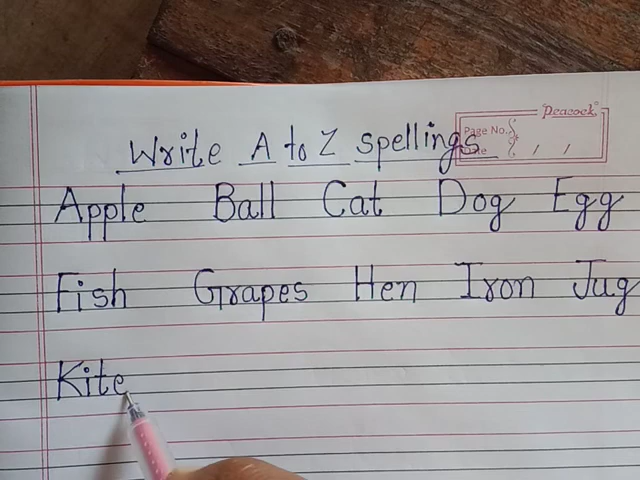 Peacock
Page No.
Date
Write A to Z spellings
Apple Ball Cat Dog Egg
Fish Grapes Hen Iron Jug
Kite